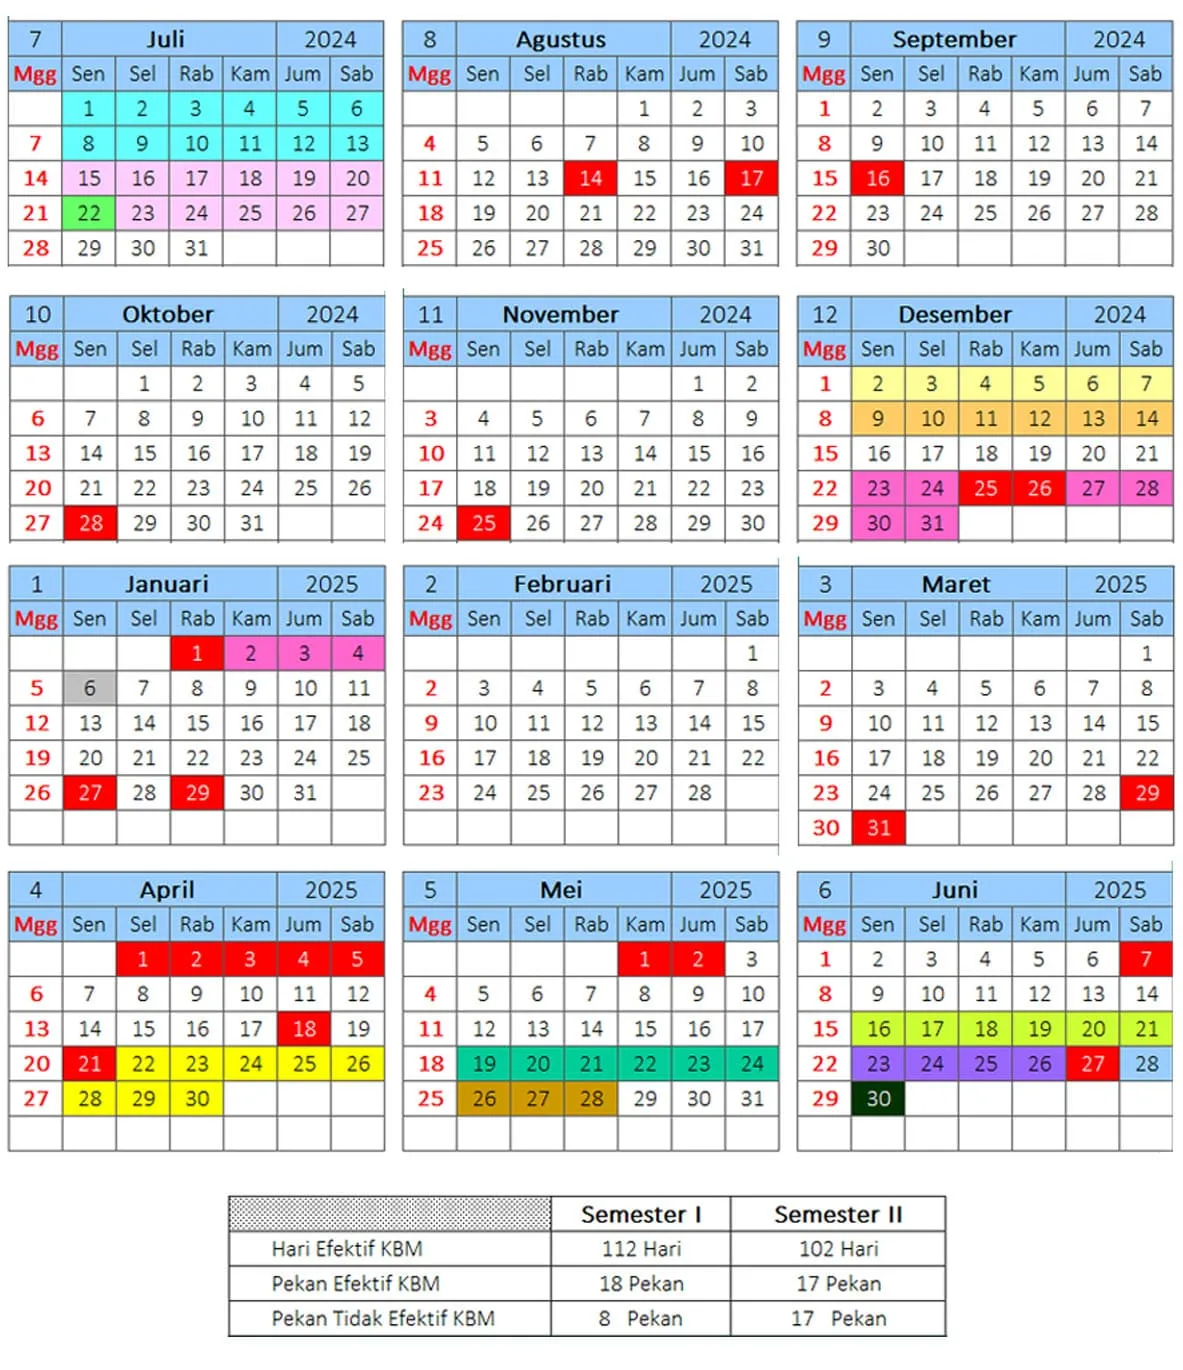 7 Juli 2024
Mgg Sen Sel Rab Kam Jum Sab
1 2 3 4 5 6
7 8 9 10 11 12 13
14 15 16 17 18 19 20
21 22 23 24 25 26 27
28 29 30 31
8 Agustus 2024
Mgg Sen Sel Rab Kam Jum Sab
1 2 3
4 5 6 7 8 9 10
11 12 13 14 15 16 17
18 19 20 21 22 23 24
25 26 27 28 29 30 31
9 September 2024
Mgg Sen Sel Rab Kam Jum Sab
1 2 3 4 5 6 7
8 9 10 11 12 13 14
15 16 17 18 19 20 21
22 23 24 25 26 27 28
29 30
10 Oktober 2024
Mgg Sen Sel Rab Kam Jum Sab
1 2 3 4 5
6 7 8 9 10 11 12
13 14 15 16 17 18 19
20 21 22 23 24 25 26
27 28 29 30 31
11 November 2024
Mgg Sen Sel Rab Kam Jum Sab
1 2
3 4 5 6 7 8 9
10 11 12 13 14 15 16
17 18 19 20 21 22 23
24 25 26 27 28 29 30
12 Desember 2024
Mgg Sen Sel Rab Kam Jum Sab
1 2 3 4 5 6 7
8 9 10 11 12 13 14
15 16 17 18 19 20 21
22 23 24 25 26 27 28
29 30 31
1 Januari 2025
Mgg Sen Sel Rab Kam Jum Sab
1 2 3 4
5 6 7 8 9 10 11
12 13 14 15 16 17 18
19 20 21 22 23 24 25
26 27 28 29 30 31
2 Februari 2025
Mgg Sen Sel Rab Kam Jum Sab
1
2 3 4 5 6 7 8
9 10 11 12 13 14 15
16 17 18 19 20 21 22
23 24 25 26 27 28
3 Maret 2025
Mgg Sen Sel Rab Kam Jum Sab
1
2 3 4 5 6 7 8
9 10 11 12 13 14 15
16 17 18 19 20 21 22
23 24 25 26 27 28 29
30 31
4 April 2025
Mgg Sen Sel Rab Kam Jum Sab
1 2 3 4 5
6 7 8 9 10 11 12
13 14 15 16 17 18 19
20 21 22 23 24 25 26
27 28 29 30
5 Mei 2025
Mgg Sen Sel Rab Kam Jum Sab
1 2 3
4 5 6 7 8 9 10
11 12 13 14 15 16 17
18 19 20 21 22 23 24
25 26 27 28 29 30 31
6 Juni 2025
Mgg Sen Sel Rab Kam Jum Sab
1 2 3 4 5 6 7
8 9 10 11 12 13 14
15 16 17 18 19 20 21
22 23 24 25 26 27 28
29 30
Semester I Semester II
Hari Efektif KBM 112 Hari 102 Hari
Pekan Efektif KBM 18 Pekan 17 Pekan
Pekan Tidak Efektif KBM 8 Pekan 17 Pekan